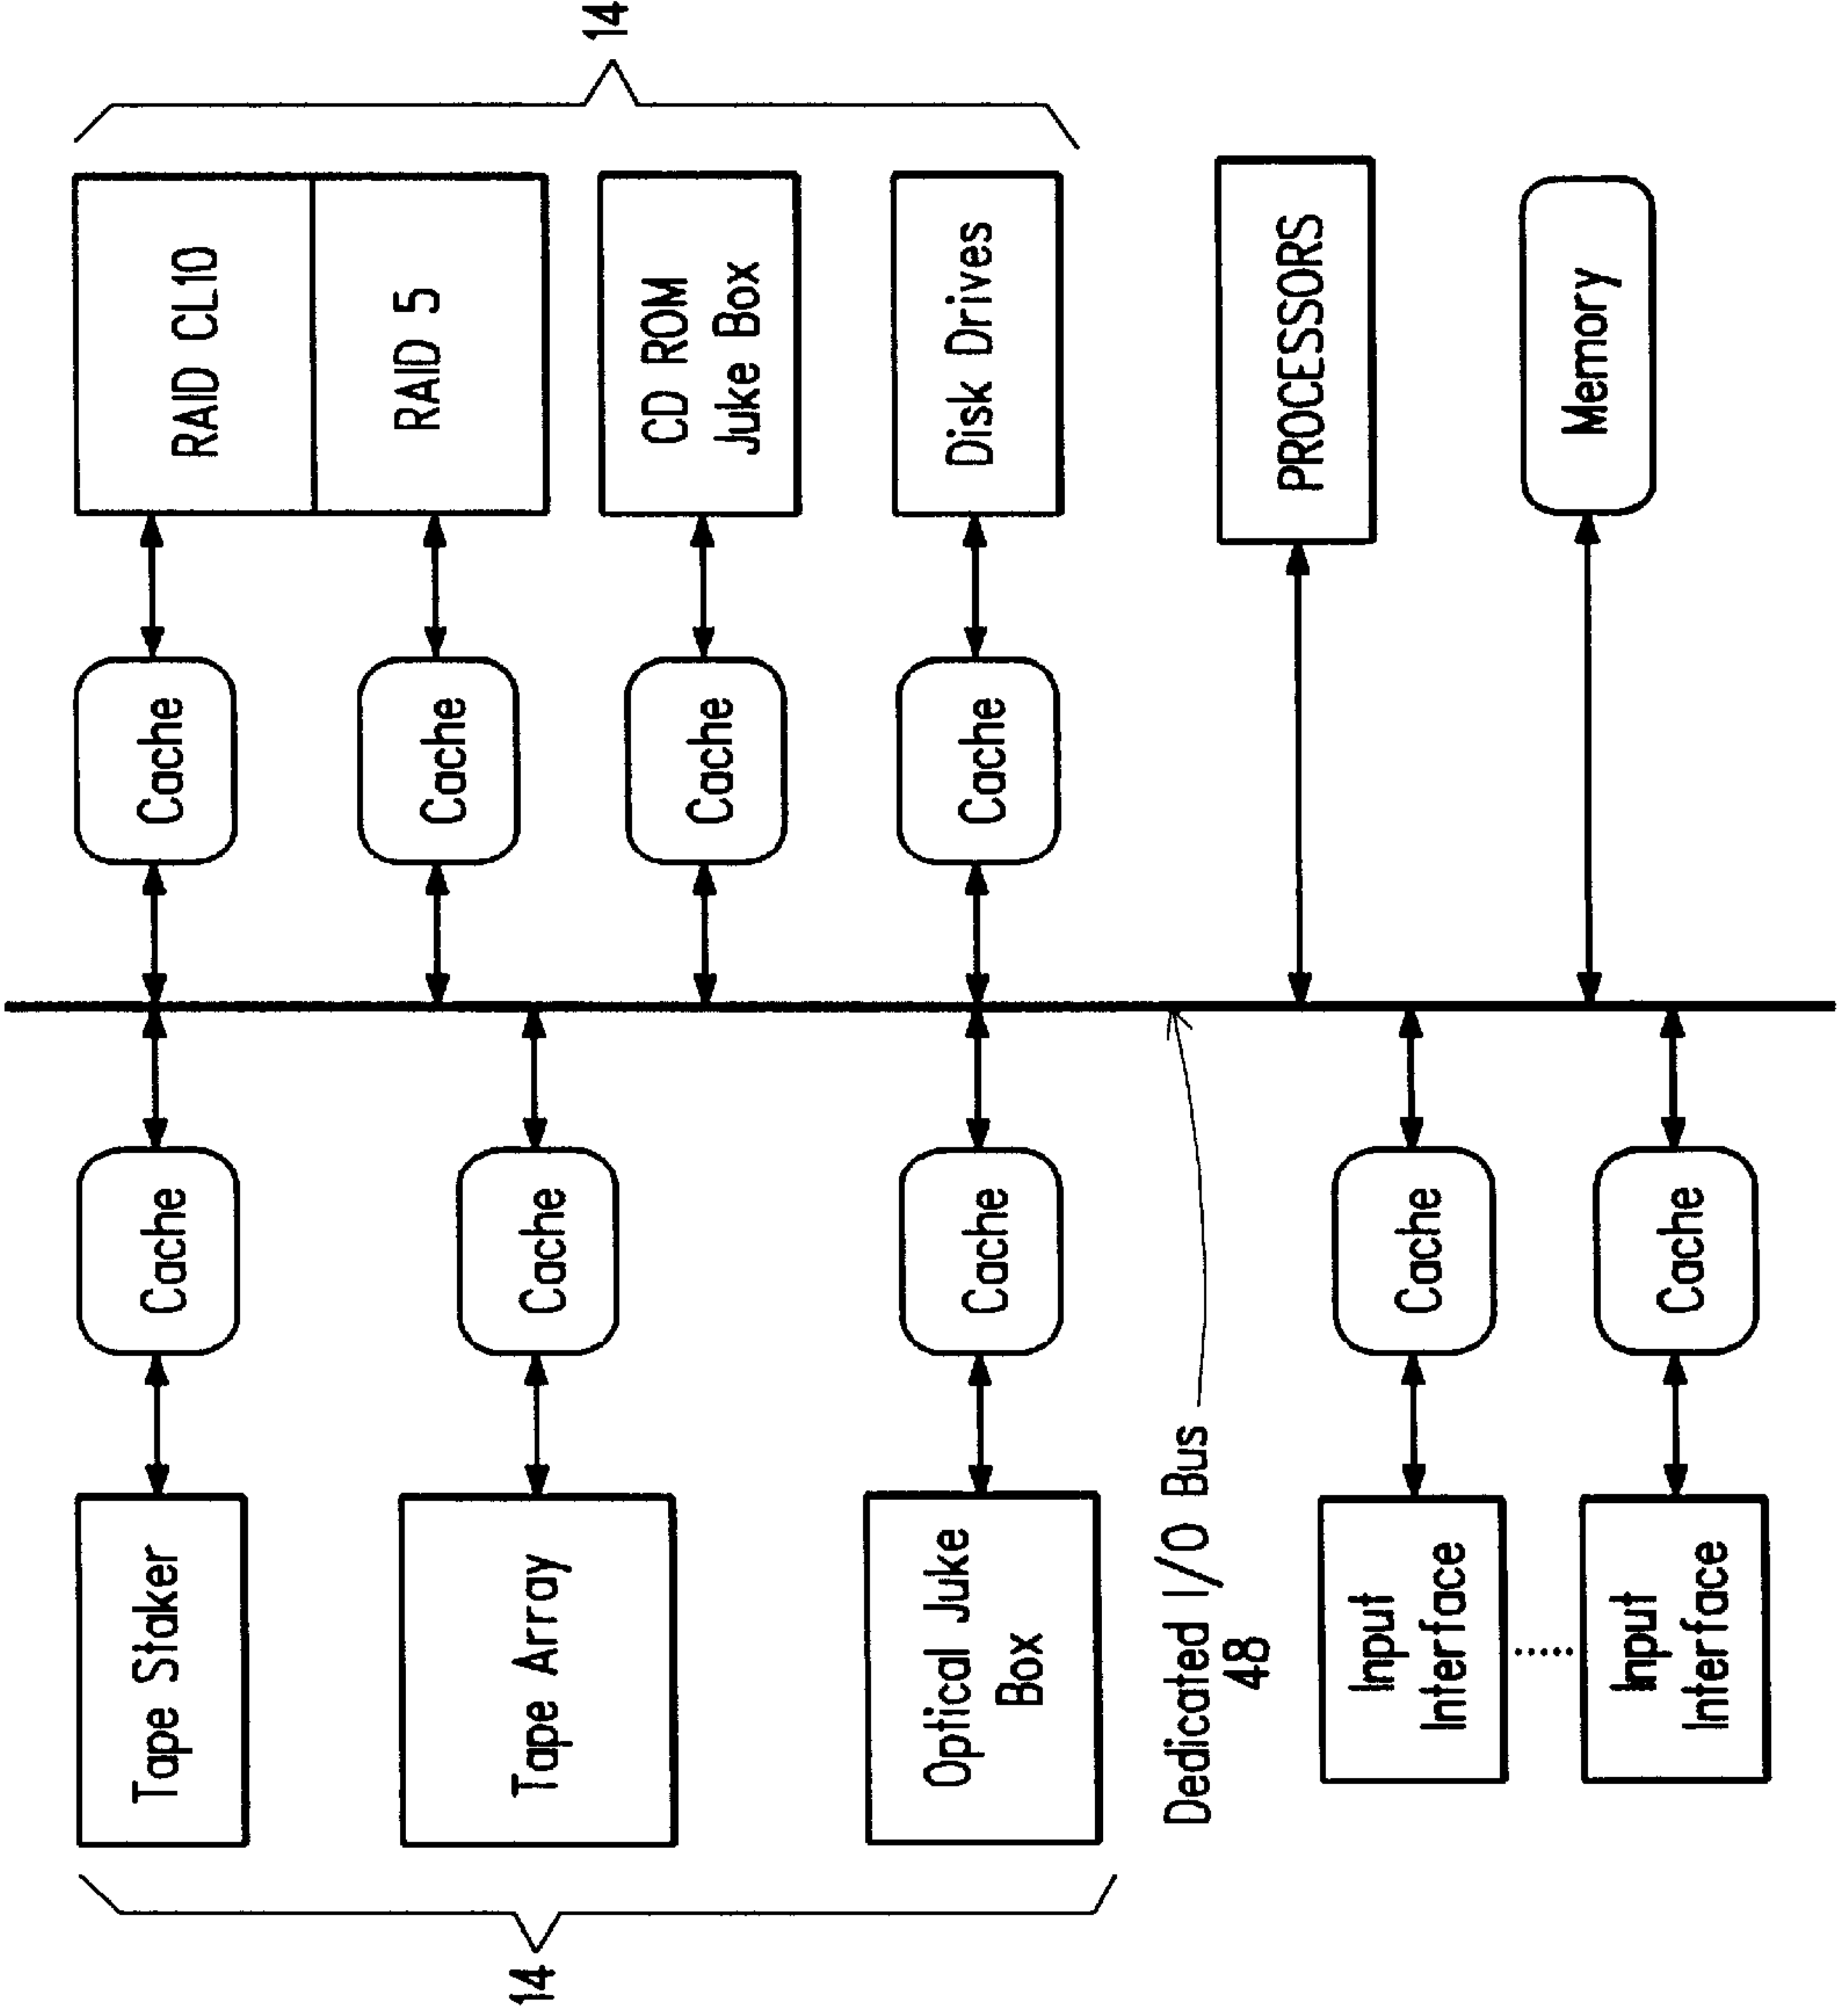 Tape Staker
Cache
Cache
RAID CL10
Cache
RAID 5
14
Tape Array
Cache
14
Cache
CD ROM
Juke Box
Optical Juke
Box
Cache
Cache
Disk Drives
Dedicated I/O Bus
48
PROCESSORS
Input
Interface
Cache
Memory
Input
Interface
Cache